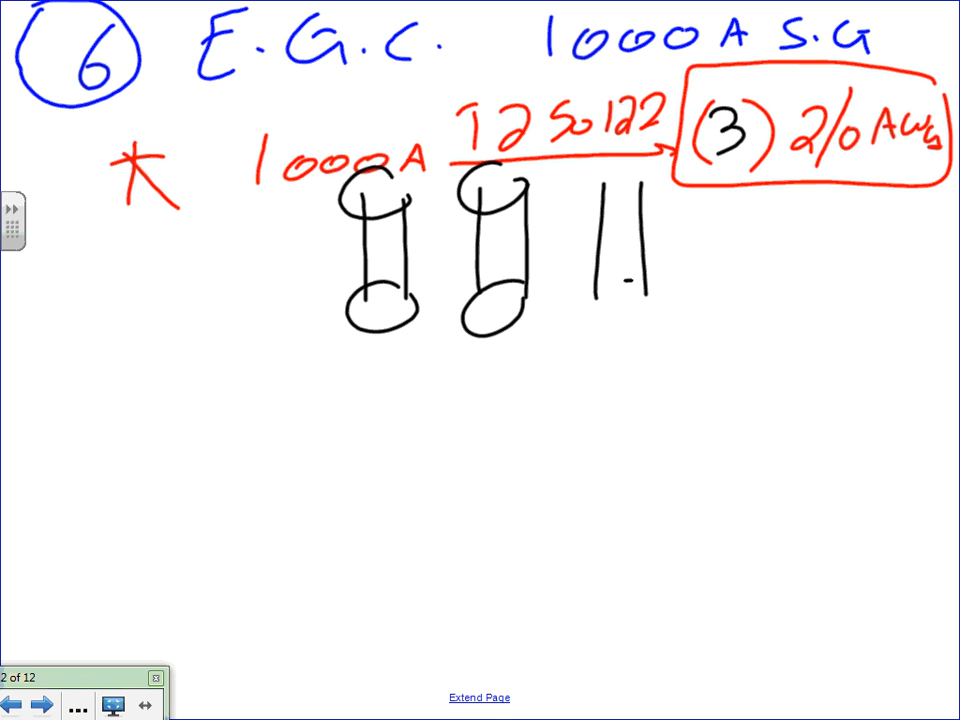 6 E.G.C. 1000A S.G
* 1000A T250122 (3) 2/0 AWG
2 of 12
...
Extend Page